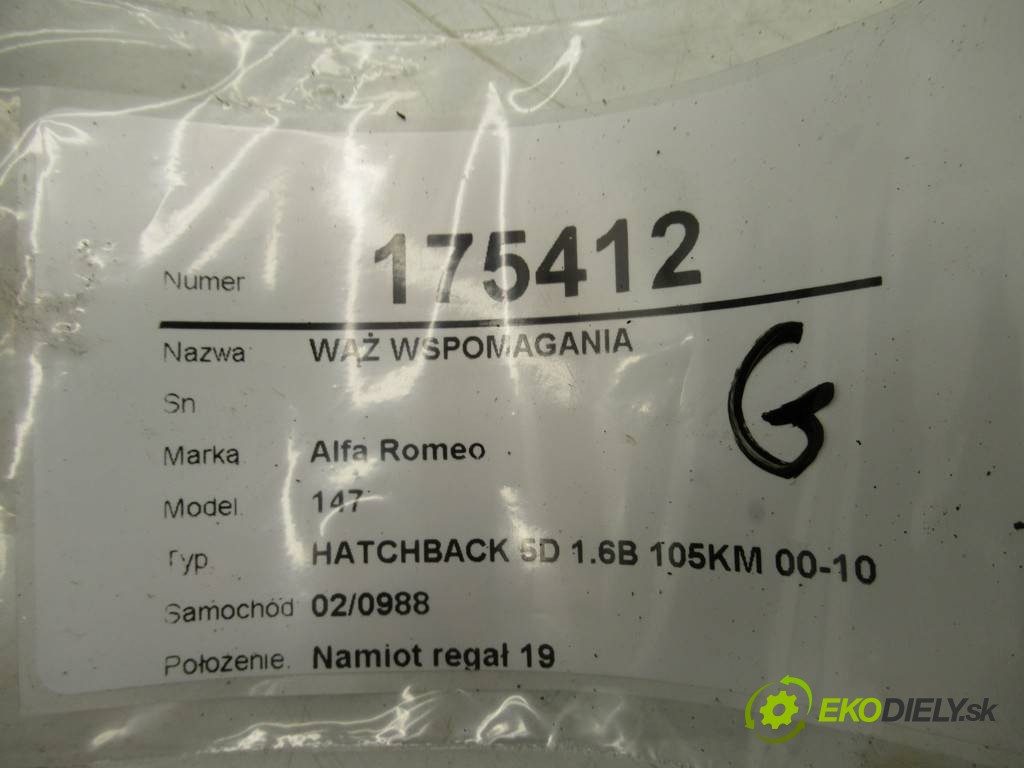 Numer 175412
Nazwa WĄŻ WSPOMAGANIA
Sn
Marka Alfa Romeo
Model 147
Typ HATCHBACK 5D 1.6B 105KM 00-10
Samochód 02/0988
Położenie. Namiot regał 19
G
EKODIELY.sk